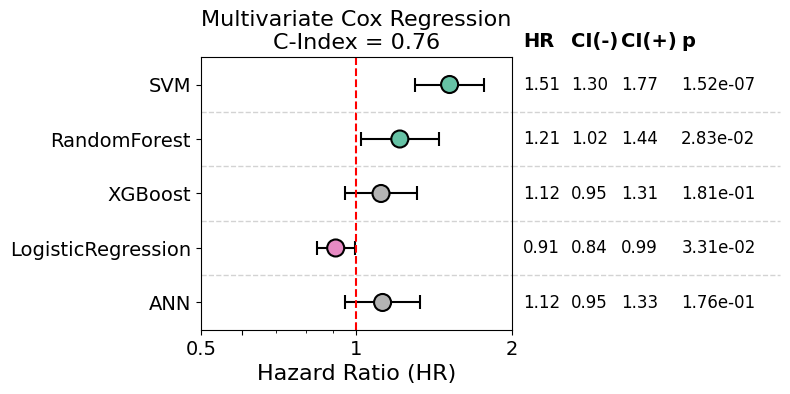 Multivariate Cox Regression
C-Index = 0.76
HR CI(-) CI(+) p
SVM 1.51 1.30 1.77 1.52e-07
RandomForest 1.21 1.02 1.44 2.83e-02
XGBoost 1.12 0.95 1.31 1.81e-01
LogisticRegression 0.91 0.84 0.99 3.31e-02
ANN 1.12 0.95 1.33 1.76e-01
0.5 1 2
Hazard Ratio (HR)